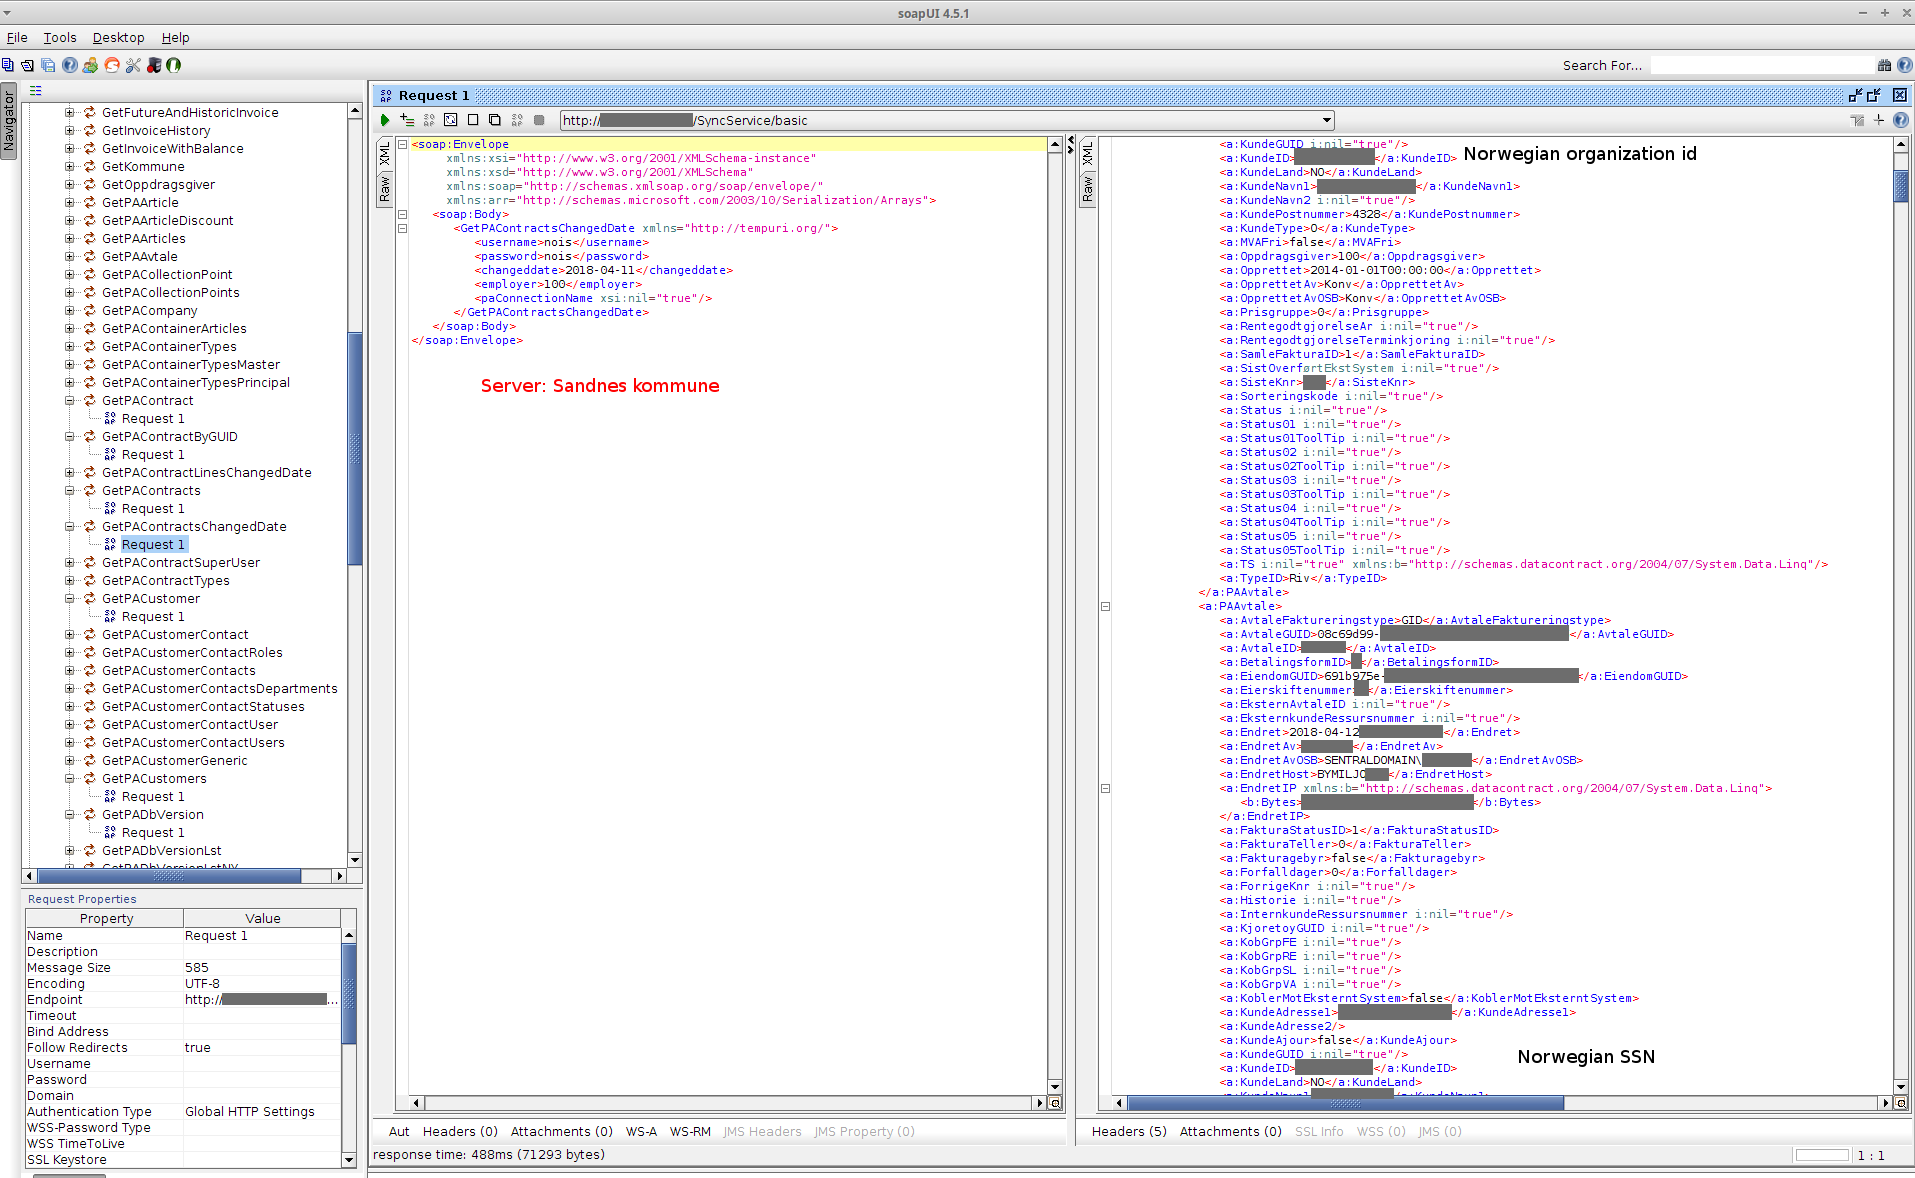 soapUI 4.5.1
File Tools Desktop Help
Search For...
Navigator
GetFutureAndHistoricInvoice
GetInvoiceHistory
GetInvoiceWithBalance
GetKommune
GetOppdragsgiver
GetPAArticle
GetPAArticleDiscount
GetPAArticles
GetPAAvtale
GetPACollectionPoint
GetPACollectionPoints
GetPACompany
GetPAContainerArticles
GetPAContainerTypes
GetPAContainerTypesMaster
GetPAContainerTypesPrincipal
GetPAContract
Request 1
GetPAContractByGUID
Request 1
GetPAContractLinesChangedDate
GetPAContracts
Request 1
GetPAContractsChangedDate
Request 1
GetPAContractSuperUser
GetPAContractTypes
GetPACustomer
Request 1
GetPACustomerContact
GetPACustomerContactRoles
GetPACustomerContacts
GetPACustomerContactsDepartments
GetPACustomerContactStatuses
GetPACustomerContactUser
GetPACustomerContactUsers
GetPACustomerGeneric
GetPACustomers
Request 1
GetPADbVersion
Request 1
GetPADbVersionLst
GetPADbVersionLstNY
Request Properties
Property Value
Name Request 1
Description
Message Size 585
Encoding UTF-8
Endpoint http:// ...
Timeout
Bind Address
Follow Redirects true
Username
Password
Domain
Authentication Type Global HTTP Settings
WSS-Password Type
WSS TimeToLive
SSL Keystore
Request 1
http:// /SyncService/basic
XML
Raw
<soap:Envelope
xmlns:xsi="http://www.w3.org/2001/XMLSchema-instance"
xmlns:xsd="http://www.w3.org/2001/XMLSchema"
xmlns:soap="http://schemas.xmlsoap.org/soap/envelope/"
xmlns:arr="http://schemas.microsoft.com/2003/10/Serialization/Arrays">
<soap:Body>
<GetPAContractsChangedDate xmlns="http://tempuri.org/">
<username>nois</username>
<password>nois</password>
<changeddate>2018-04-11</changeddate>
<employer>100</employer>
<paConnectionName xsi:nil="true"/>
</GetPAContractsChangedDate>
</soap:Body>
</soap:Envelope>
Server: Sandnes kommune
Aut Headers (0) Attachments (0) WS-A WS-RM JMS Headers JMS Property (0)
XML
Raw
<a:KundeGUID i:nil="true"/>
<a:KundeID> </a:KundeID> Norwegian organization id
<a:KundeLand>NO</a:KundeLand>
<a:KundeNavn1> </a:KundeNavn1>
<a:KundeNavn2 i:nil="true"/>
<a:KundePostnummer>4328</a:KundePostnummer>
<a:KundeType>0</a:KundeType>
<a:MVAFri>false</a:MVAFri>
<a:Oppdragsgiver>100</a:Oppdragsgiver>
<a:Opprettet>2014-01-01T00:00:00</a:Opprettet>
<a:OpprettetAv>Konv</a:OpprettetAv>
<a:OpprettetAvOSB>Konv</a:OpprettetAvOSB>
<a:Prisgruppe>0</a:Prisgruppe>
<a:RentegodtgjorelseAr i:nil="true"/>
<a:RentegodtgjorelseTerminkjoring i:nil="true"/>
<a:SamleFakturaID>1</a:SamleFakturaID>
<a:SistOverførtEkstSystem i:nil="true"/>
<a:SisteKnr> </a:SisteKnr>
<a:Sorteringskode i:nil="true"/>
<a:Status i:nil="true"/>
<a:Status01 i:nil="true"/>
<a:Status01ToolTip i:nil="true"/>
<a:Status02 i:nil="true"/>
<a:Status02ToolTip i:nil="true"/>
<a:Status03 i:nil="true"/>
<a:Status03ToolTip i:nil="true"/>
<a:Status04 i:nil="true"/>
<a:Status04ToolTip i:nil="true"/>
<a:Status05 i:nil="true"/>
<a:Status05ToolTip i:nil="true"/>
<a:TS i:nil="true" xmlns:b="http://schemas.datacontract.org/2004/07/System.Data.Linq"/>
<a:TypeID>Riv</a:TypeID>
</a:PAAvtale>
<a:PAAvtale>
<a:AvtaleFaktureringstype>GID</a:AvtaleFaktureringstype>
<a:AvtaleGUID>08c69d99- </a:AvtaleGUID>
<a:AvtaleID> </a:AvtaleID>
<a:BetalingsformID> </a:BetalingsformID>
<a:EiendomGUID>691b975e- </a:EiendomGUID>
<a:Eierskiftenummer> </a:Eierskiftenummer>
<a:EksternAvtaleID i:nil="true"/>
<a:EksternkundeRessursnummer i:nil="true"/>
<a:Endret>2018-04-12 </a:Endret>
<a:EndretAv> </a:EndretAv>
<a:EndretAvOSB>SENTRALDOMAIN\ </a:EndretAvOSB>
<a:EndretHost>BYMILJO </a:EndretHost>
<a:EndretIP xmlns:b="http://schemas.datacontract.org/2004/07/System.Data.Linq">
<b:Bytes> </b:Bytes>
</a:EndretIP>
<a:FakturaStatusID>1</a:FakturaStatusID>
<a:FakturaTeller>0</a:FakturaTeller>
<a:Fakturagebyr>false</a:Fakturagebyr>
<a:Forfalldager>0</a:Forfalldager>
<a:ForrigeKnr i:nil="true"/>
<a:Historie i:nil="true"/>
<a:InternkundeRessursnummer i:nil="true"/>
<a:KjoretoyGUID i:nil="true"/>
<a:KobGrpFE i:nil="true"/>
<a:KobGrpRE i:nil="true"/>
<a:KobGrpSL i:nil="true"/>
<a:KobGrpVA i:nil="true"/>
<a:KoblerMotEksterntSystem>false</a:KoblerMotEksterntSystem>
<a:KundeAdresse1> </a:KundeAdresse1>
<a:KundeAdresse2/>
<a:KundeAjour>false</a:KundeAjour>
<a:KundeGUID i:nil="true"/>
Norwegian SSN
<a:KundeID> </a:KundeID>
<a:KundeLand>NO</a:KundeLand>
Headers (5) Attachments (0) SSL Info WSS (0) JMS (0)
response time: 488ms (71293 bytes)
1 : 1